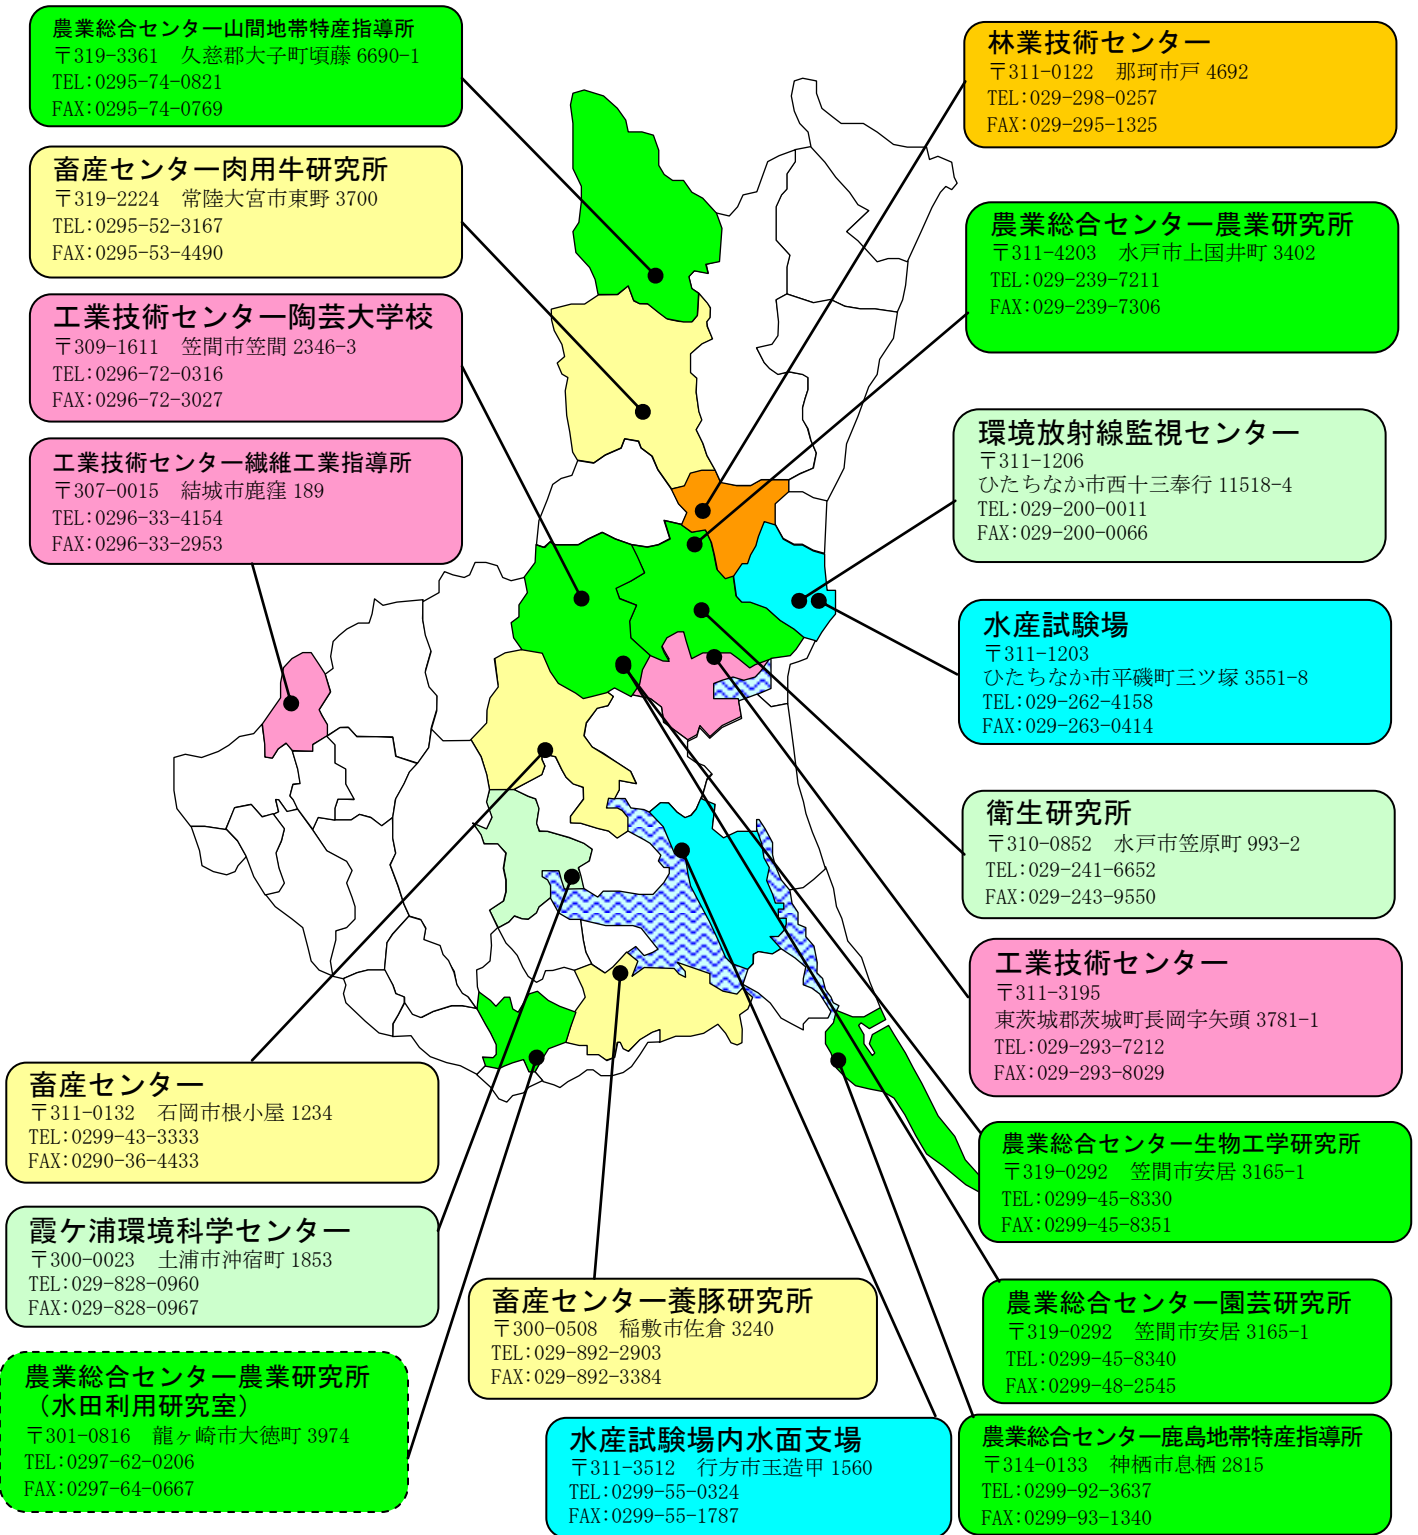 農業総合センター山間地帯特産指導所
〒319-3361　久慈郡大子町頃藤 6690-1
TEL:0295-74-0821
FAX:0295-74-0769
畜産センター肉用牛研究所
〒319-2224　常陸大宮市東野 3700
TEL:0295-52-3167
FAX:0295-53-4490
工業技術センター陶芸大学校
〒309-1611　笠間市笠間 2346-3
TEL:0296-72-0316
FAX:0296-72-3027
工業技術センター繊維工業指導所
〒307-0015　結城市鹿窪 189
TEL:0296-33-4154
FAX:0296-33-2953
林業技術センター
〒311-0122　那珂市戸 4692
TEL:029-298-0257
FAX:029-295-1325
農業総合センター農業研究所
〒311-4203　水戸市上国井町 3402
TEL:029-239-7211
FAX:029-239-7306
環境放射線監視センター
〒311-1206
ひたちなか市西十三奉行 11518-4
TEL:029-200-0011
FAX:029-200-0066
水産試験場
〒311-1203
ひたちなか市平磯町三ツ塚 3551-8
TEL:029-262-4158
FAX:029-263-0414
衛生研究所
〒310-0852　水戸市笠原町 993-2
TEL:029-241-6652
FAX:029-243-9550
工業技術センター
〒311-3195
東茨城郡茨城町長岡字矢頭 3781-1
TEL:029-293-7212
FAX:029-293-8029
畜産センター
〒311-0132　石岡市根小屋 1234
TEL:0299-43-3333
FAX:0290-36-4433
霞ケ浦環境科学センター
〒300-0023　土浦市沖宿町 1853
TEL:029-828-0960
FAX:029-828-0967
農業総合センター農業研究所
（水田利用研究室）
〒301-0816　龍ヶ崎市大徳町 3974
TEL:0297-62-0206
FAX:0297-64-0667
畜産センター養豚研究所
〒300-0508　稲敷市佐倉 3240
TEL:029-892-2903
FAX:029-892-3384
水産試験場内水面支場
〒311-3512　行方市玉造甲 1560
TEL:0299-55-0324
FAX:0299-55-1787
農業総合センター生物工学研究所
〒319-0292　笠間市安居 3165-1
TEL:0299-45-8330
FAX:0299-45-8351
農業総合センター園芸研究所
〒319-0292　笠間市安居 3165-1
TEL:0299-45-8340
FAX:0299-48-2545
農業総合センター鹿島地帯特産指導所
〒314-0133　神栖市息栖 2815
TEL:0299-92-3637
FAX:0299-93-1340